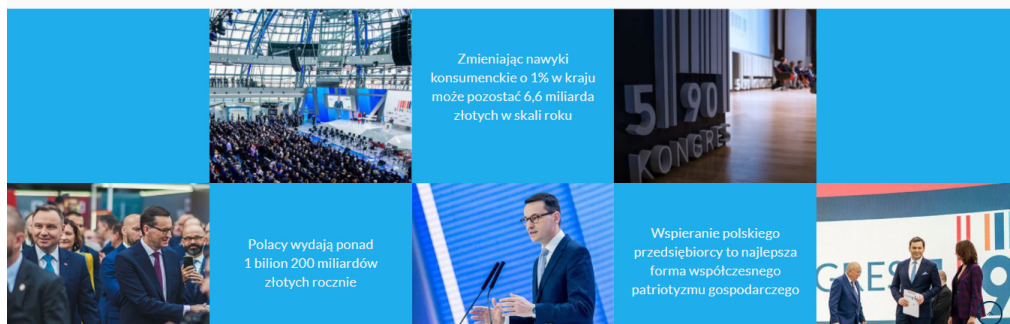 Zmieniając nawyki
konsumenckie o 1% w kraju
może pozostać 6,6 miliarda
złotych w skali roku
5 90
KONGRES
Polacy wydają ponad
1 bilion 200 miliardów
złotych rocznie
Wspieranie polskiego
przedsiębiorcy to najlepsza
forma współczesnego
patriotyzmu gospodarczego
GRES
9